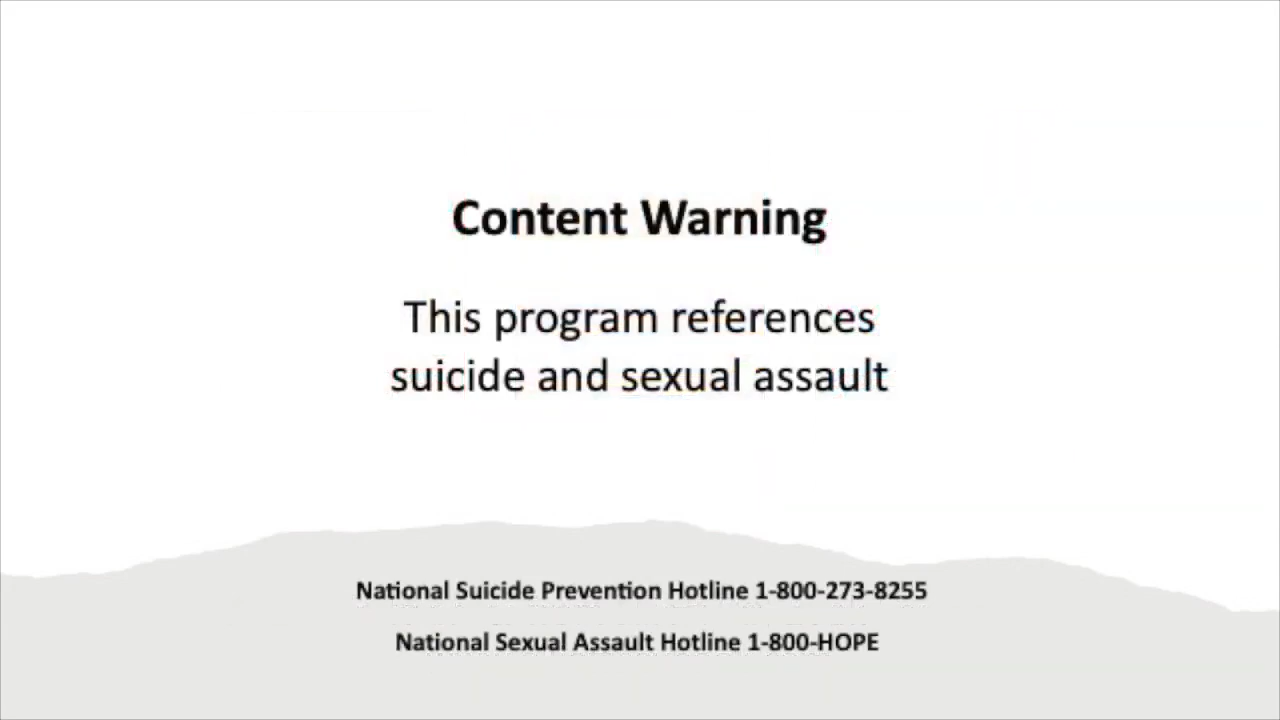 Content Warning
This program references
suicide and sexual assault
National Suicide Prevention Hotline 1-800-273-8255
National Sexual Assault Hotline 1-800-HOPE